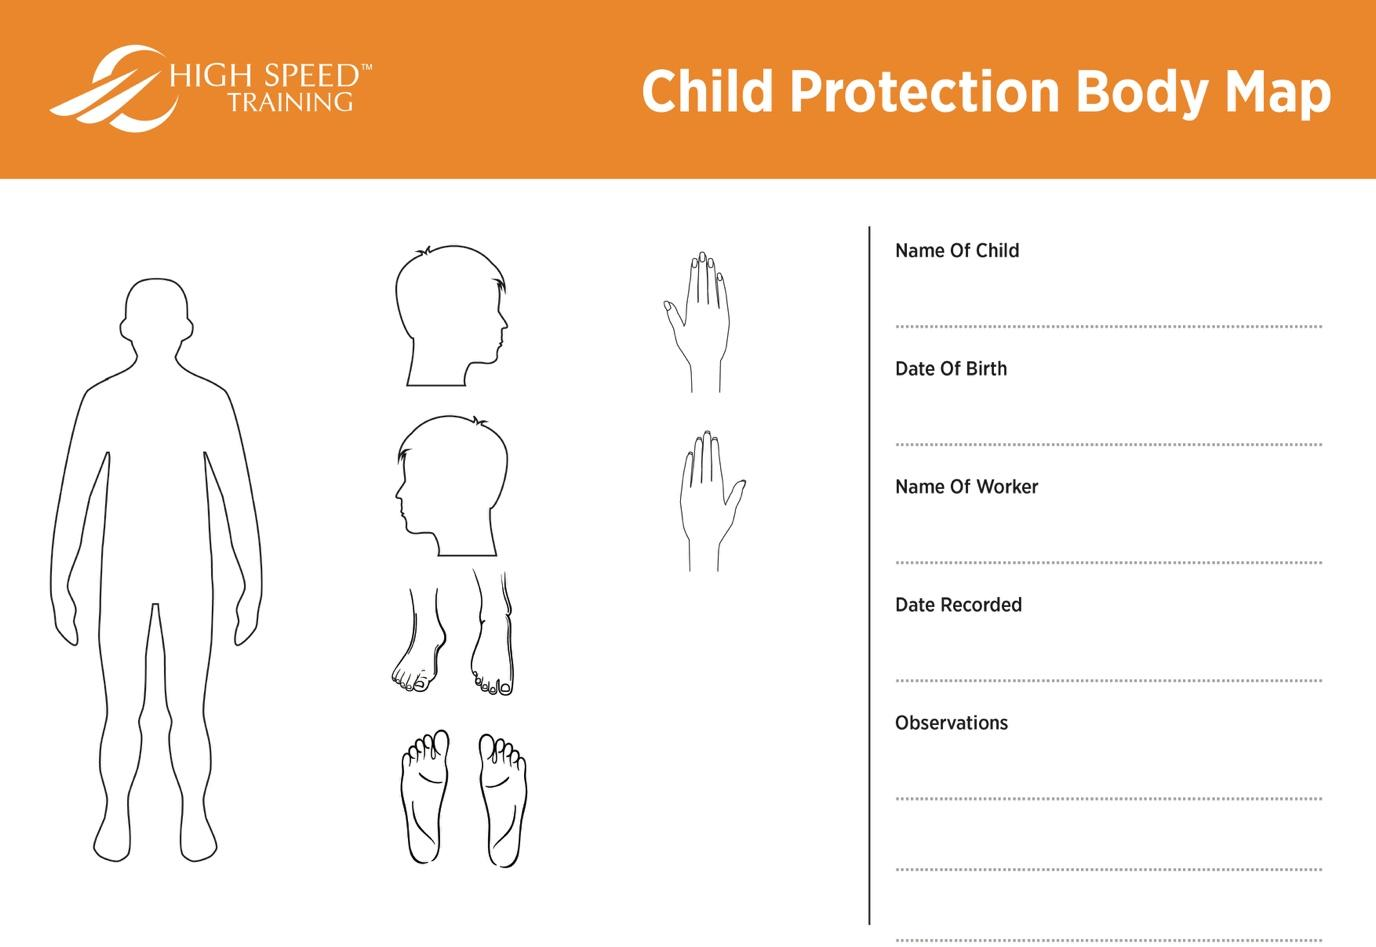 HIGH SPEED™
TRAINING
Child Protection Body Map
Name Of Child
Date Of Birth
Name Of Worker
Date Recorded
Observations